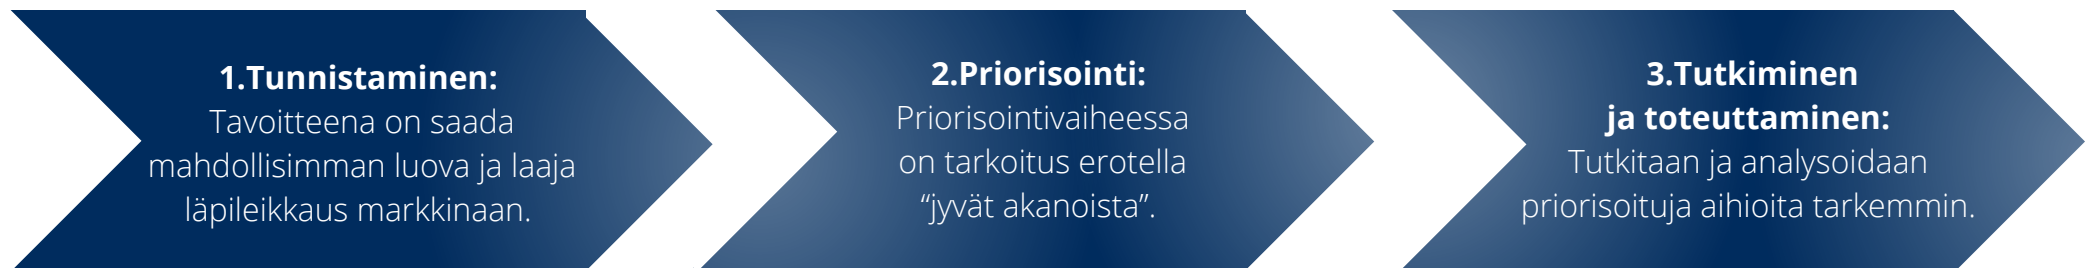 1.Tunnistaminen:
Tavoitteena on saada
mahdollisimman luova ja laaja
läpileikkaus markkinaan.
2.Priorisointi:
Priorisointivaiheessa
on tarkoitus erotella
“jyvät akanoista”.
3.Tutkiminen
ja toteuttaminen:
Tutkitaan ja analysoidaan
priorisoituja aihioita tarkemmin.